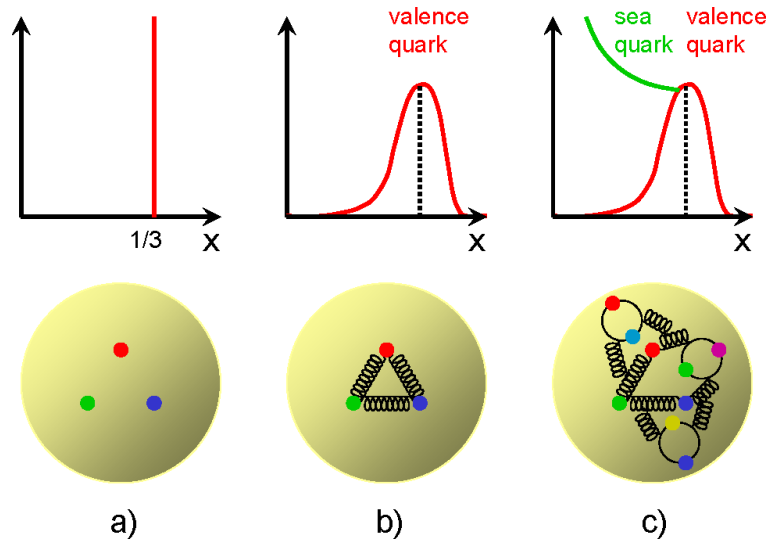 1/3
x
a)
valence
quark
x
b)
sea
quark
valence
quark
x
c)